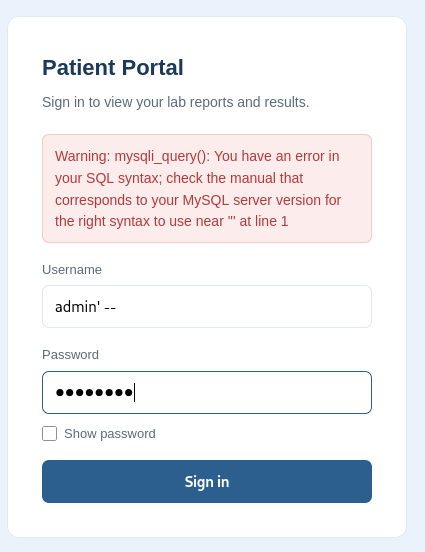 Patient Portal
Sign in to view your lab reports and results.
Warning: mysqli_query(): You have an error in
your SQL syntax; check the manual that
corresponds to your MySQL server version for
the right syntax to use near ''' at line 1
Username
admin' --
Password
●●●●●●●●
Show password
Sign in